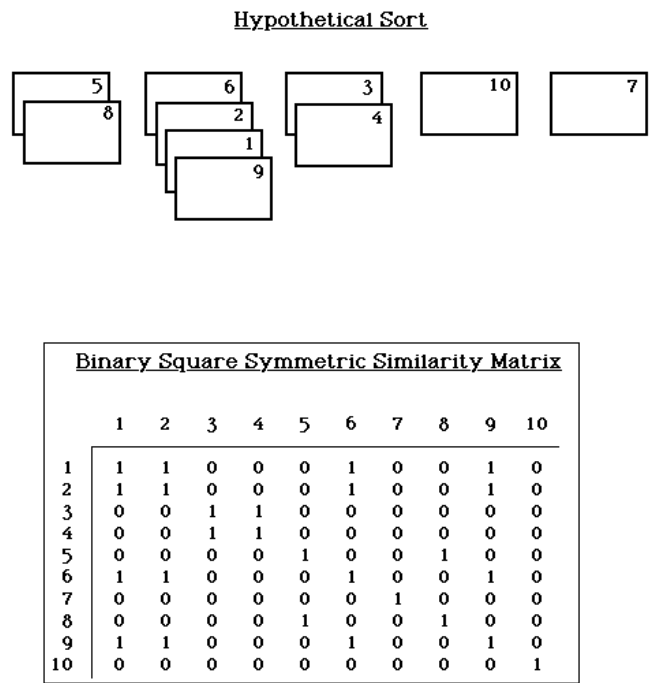 Hypothetical Sort
5 6 3 10 7
8 2 4
1
9
Binary Square Symmetric Similarity Matrix
1 2 3 4 5 6 7 8 9 10
1 1 1 0 0 0 1 0 0 1 0
2 1 1 0 0 0 1 0 0 1 0
3 0 0 1 1 0 0 0 0 0 0
4 0 0 1 1 0 0 0 0 0 0
5 0 0 0 0 1 0 0 1 0 0
6 1 1 0 0 0 1 0 0 1 0
7 0 0 0 0 0 0 1 0 0 0
8 0 0 0 0 1 0 0 1 0 0
9 1 1 0 0 0 1 0 0 1 0
10 0 0 0 0 0 0 0 0 0 1